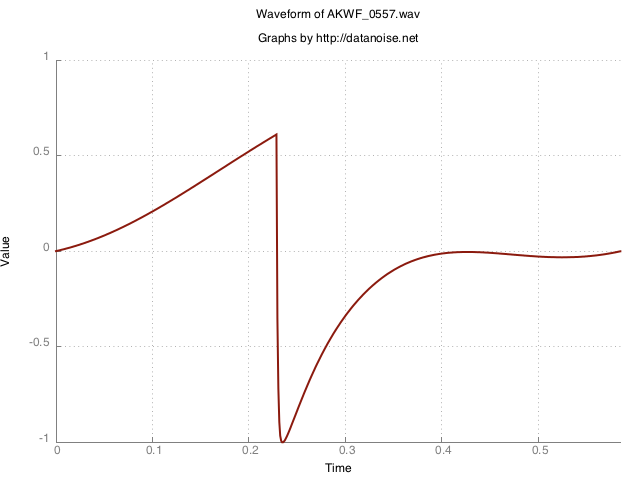 Waveform of AKWF_0557.wav
Graphs by http://datanoise.net
1
0.5
0
-0.5
-1
Value
0 0.1 0.2 0.3 0.4 0.5
Time